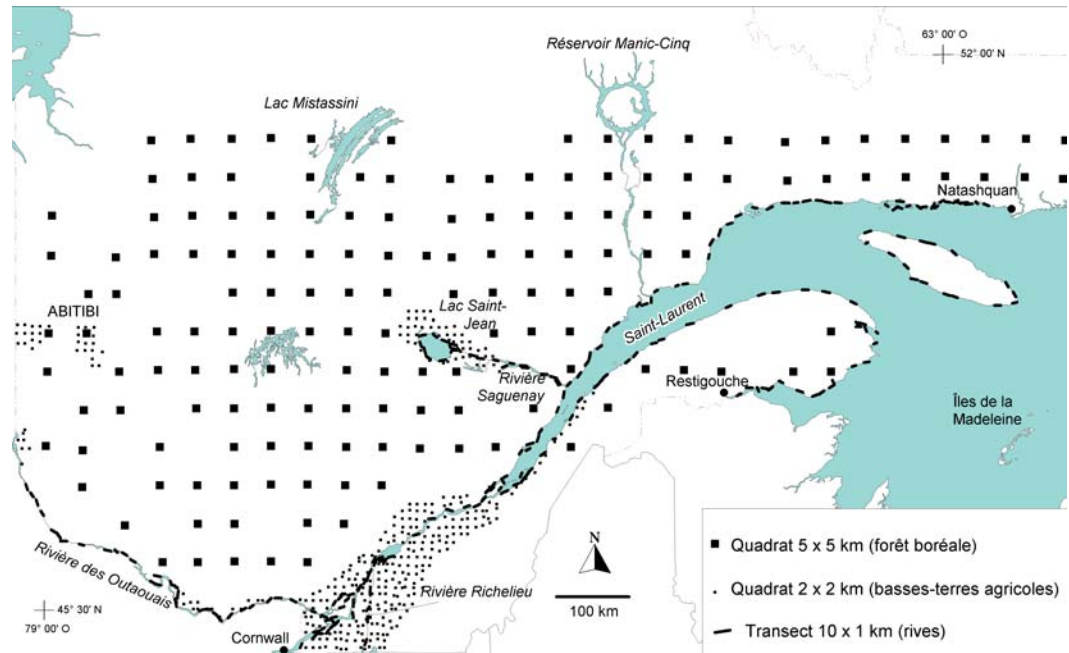 Réservoir Manic-Cinq
63° 00' O
52° 00' N
Lac Mistassini
Natashquan
ABITIBI
Lac Saint-
Jean
Saint-Laurent
Rivière
Saguenay
Restigouche
Îles de la
Madeleine
Rivière des Outaouais
Rivière Richelieu
N
100 km
45° 30' N
79° 00' O
Cornwall
Quadrat 5 x 5 km (forêt boréale)
Quadrat 2 x 2 km (basses-terres agricoles)
Transect 10 x 1 km (rives)